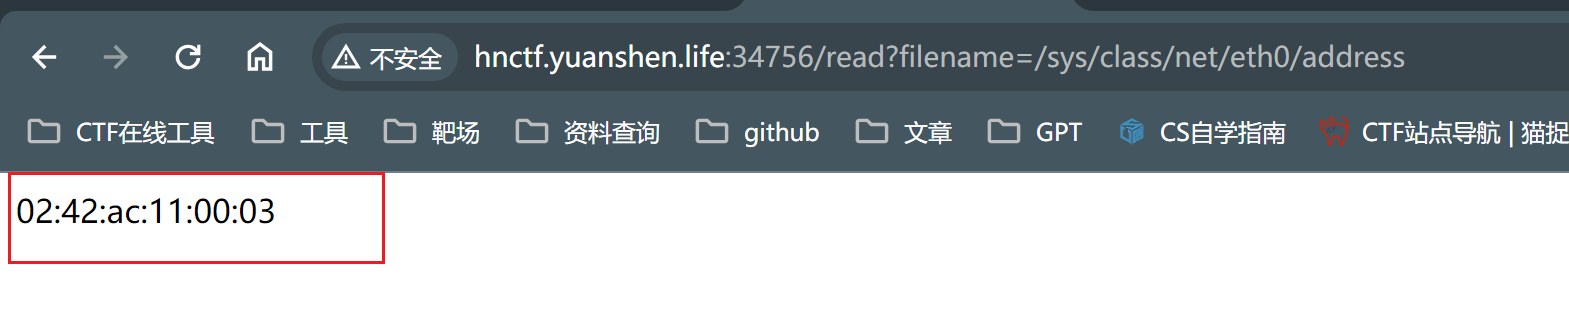 不安全 hnctf.yuanshen.life:34756/read?filename=/sys/class/net/eth0/address
CTF在线工具 工具 靶场 资料查询 github 文章 GPT CS自学指南 CTF站点导航 | 猫捉
02:42:ac:11:00:03